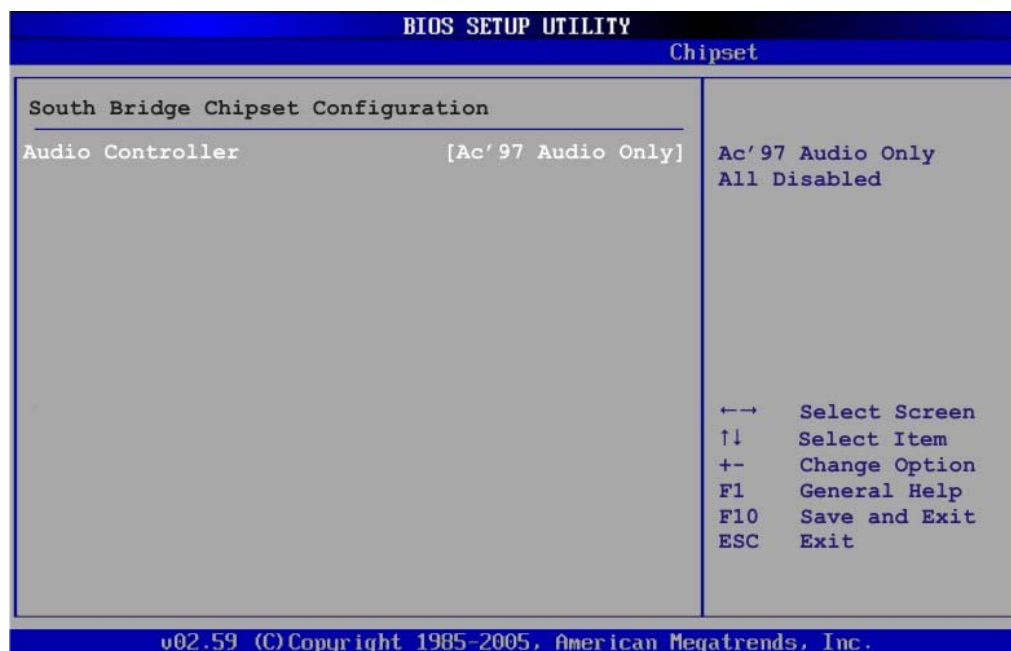 BIOS SETUP UTILITY
Chipset
South Bridge Chipset Configuration
Audio Controller [Ac'97 Audio Only]
Ac'97 Audio Only
All Disabled
←→ Select Screen
↑↓ Select Item
+- Change Option
F1 General Help
F10 Save and Exit
ESC Exit
v02.59 (C)Copyright 1985-2005, American Megatrends, Inc.